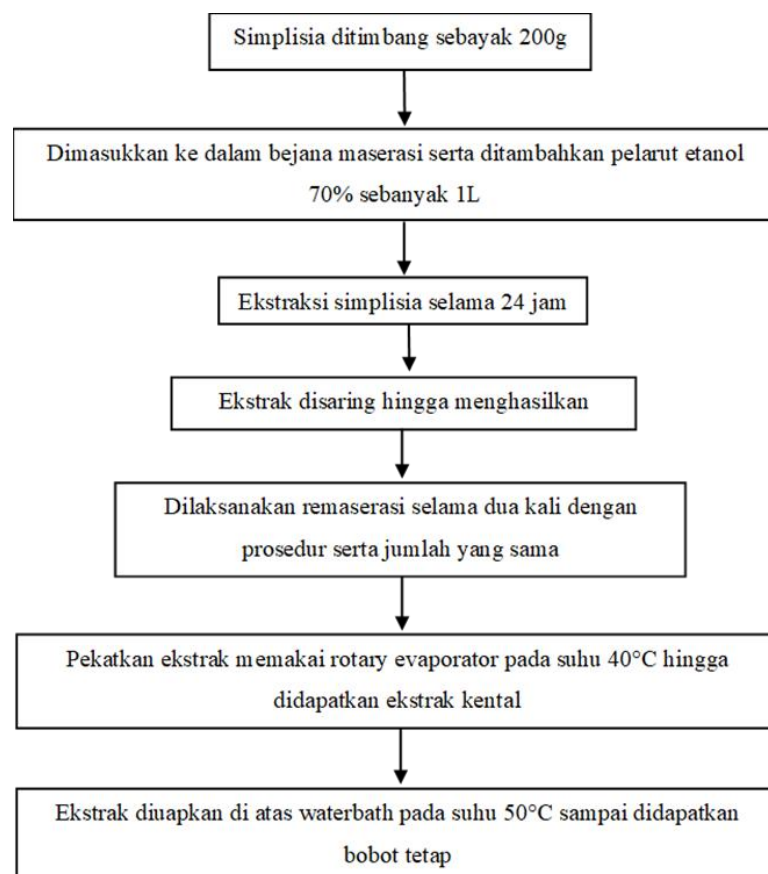 Simplisia ditimbang sebayak 200g
Dimasukkan ke dalam bejana maserasi serta ditambahkan pelarut etanol
70% sebanyak 1L
Ekstraksi simplisia selama 24 jam
Ekstrak disaring hingga menghasilkan
Dilaksanakan remaserasi selama dua kali dengan
prosedur serta jumlah yang sama
Pekatkan ekstrak memakai rotary evaporator pada suhu 40°C hingga
didapatkan ekstrak kental
Ekstrak diuapkan di atas waterbath pada suhu 50°C sampai didapatkan
bobot tetap